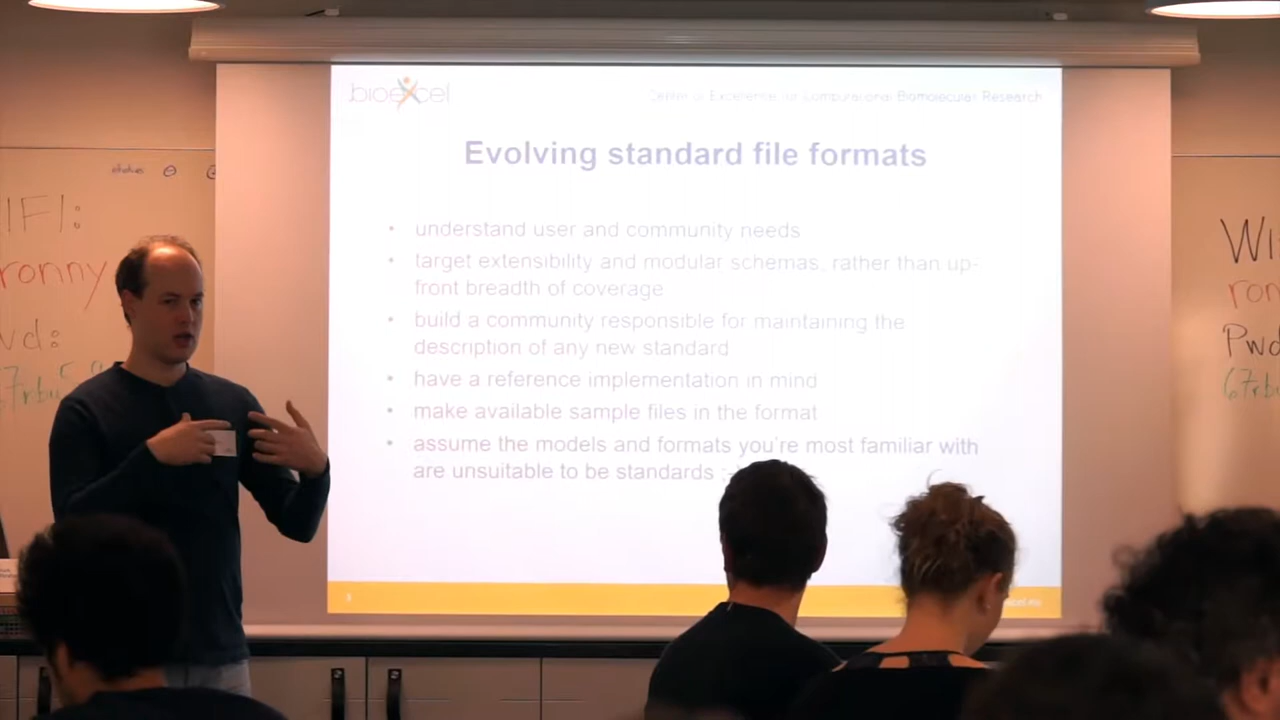 bioexcel
Center of Excellence for Computational Biomolecular Research
Evolving standard file formats
• understand user and community needs
• target extensibility and modular schemas, rather than up-
front breadth of coverage
• build a community responsible for maintaining the
description of any new standard
• have a reference implementation in mind
• make available sample files in the format
• assume the models and formats you're most familiar with
are unsuitable to be standards ;-)
3
IFI:
ronny
vd:
WI
ron
Pwd